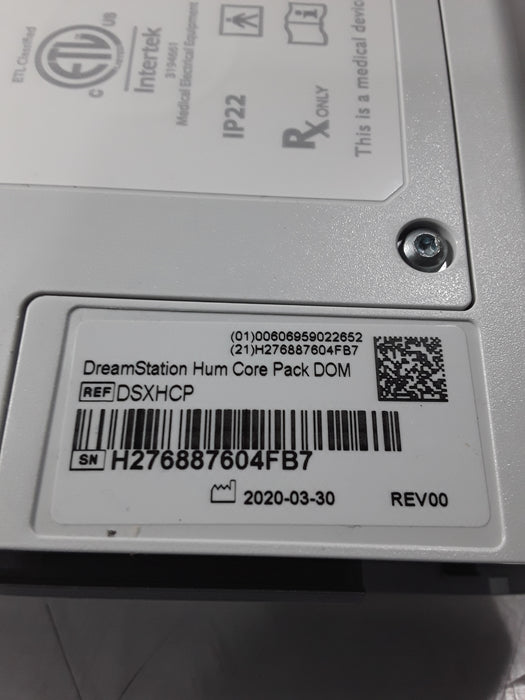 ETL Classified
ETL
C
US
Intertek
3194661
Medical Electrical Equipment
IP22
Rx ONLY
This is a medical devic
(01)00606959022652
(21)H276887604FB7
DreamStation Hum Core Pack DOM
REF DSXHCP
SN H276887604FB7
2020-03-30 REV00